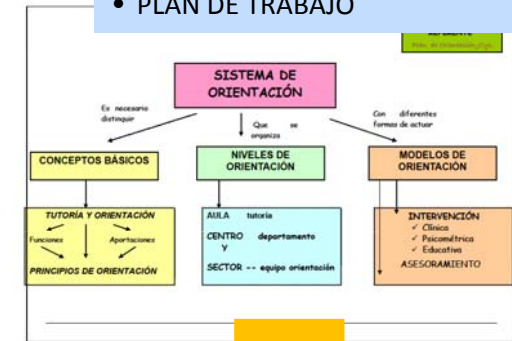 • PLAN DE TRABAJO
SISTEMA DE
ORIENTACIÓN
Es necesario
distinguir
Que se
organiza
Con diferentes
formas de actuar
CONCEPTOS BÁSICOS
NIVELES DE
ORIENTACIÓN
MODELOS DE
ORIENTACIÓN
TUTORÍA Y ORIENTACIÓN
Funciones Aportaciones
PRINCIPIOS DE ORIENTACIÓN
AULA tutoría
CENTRO departamento
Y
SECTOR -- equipo orientación
INTERVENCIÓN
✓ Clínica
✓ Psicométrica
✓ Educativa
ASESORAMIENTO